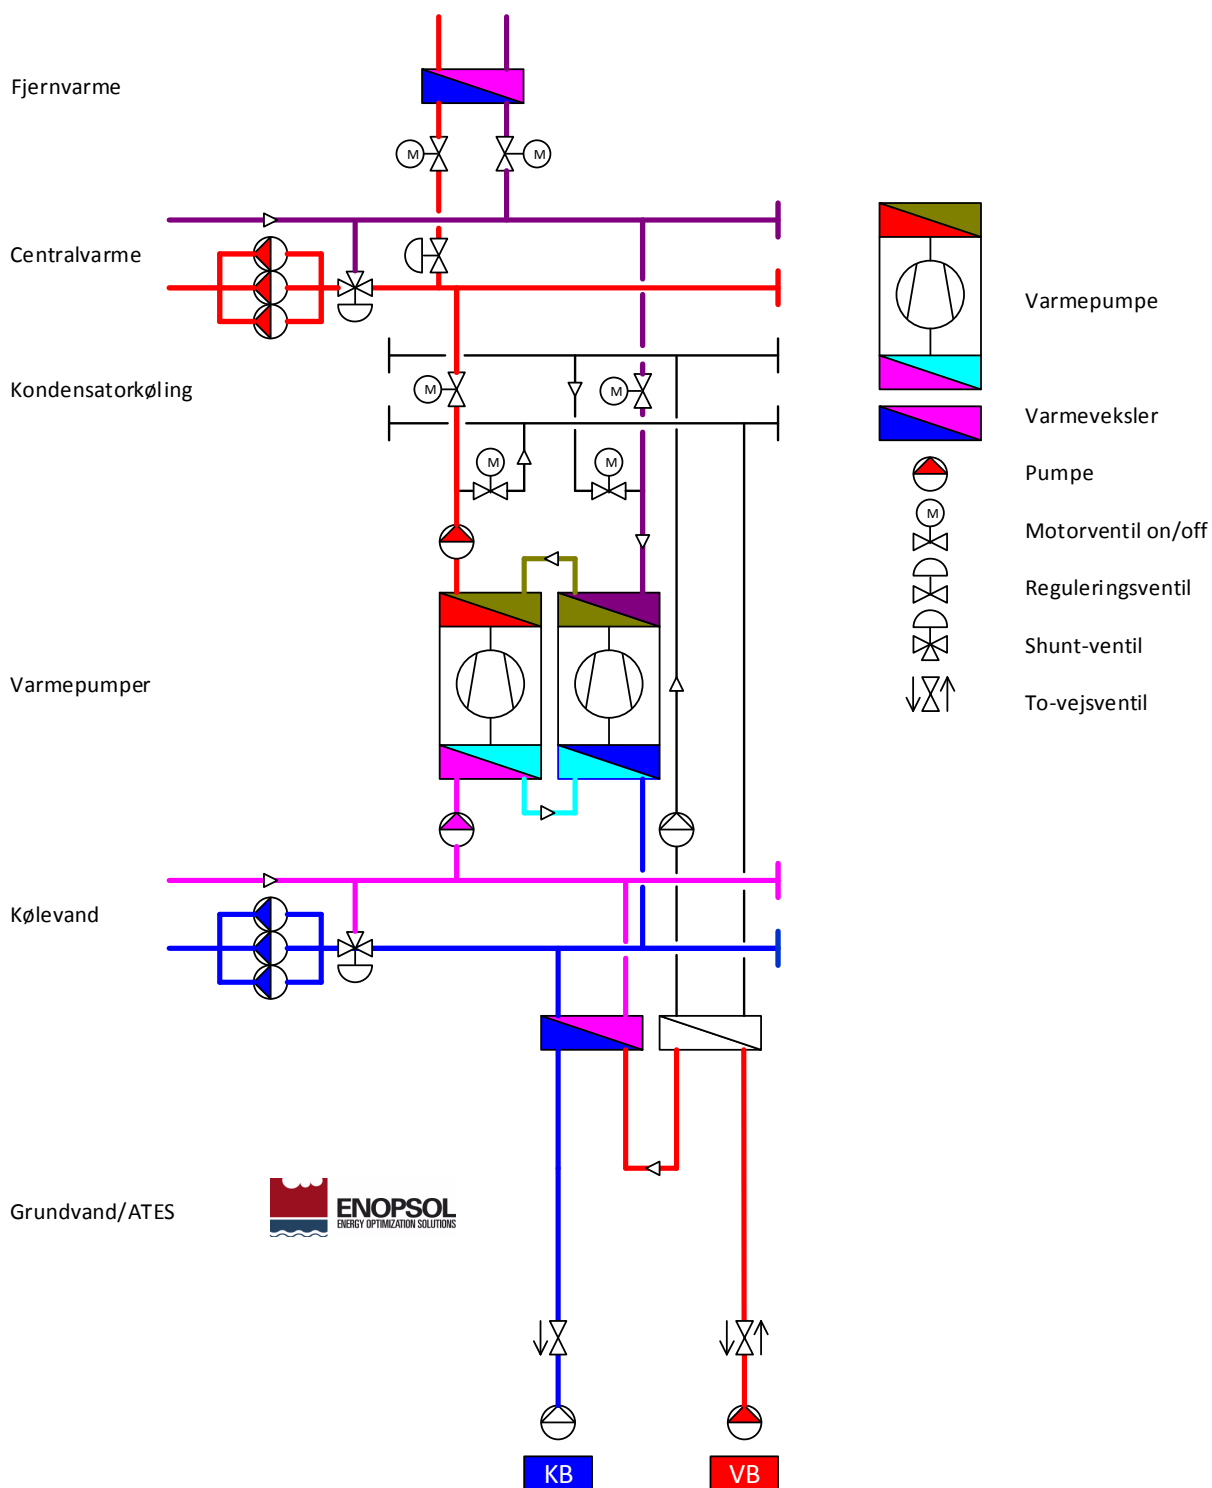 Fjernvarme
M
M
Centralvarme
Varmepumpe
Kondensatorkøling
M
M
Varmeveksler
M
M
Pumpe
M
Motorventil on/off
Reguleringsventil
Shunt-ventil
Varmepumper
To-vejsventil
Kølevand
Grundvand/ATES
ENOPSOL
ENERGY OPTIMIZATION SOLUTIONS
KB
VB